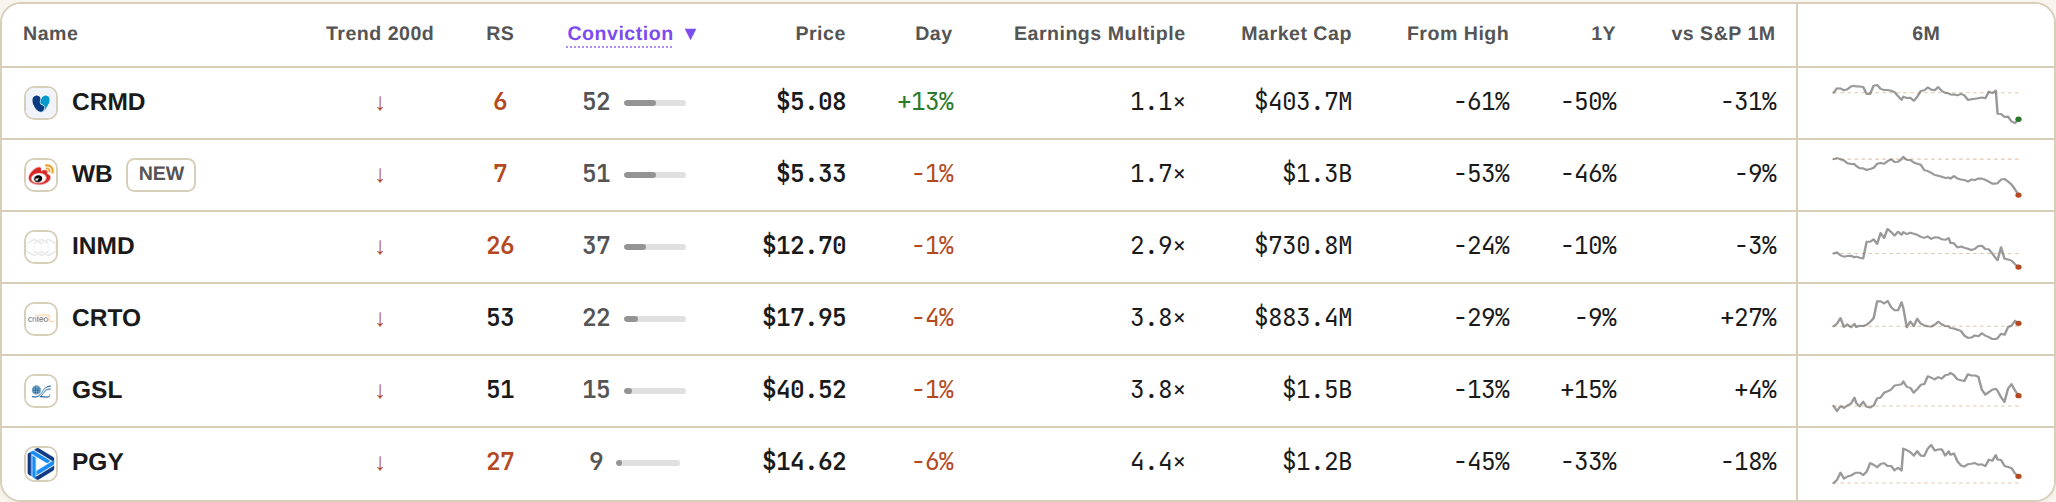 Name Trend 200d RS Conviction ▼ Price Day Earnings Multiple Market Cap From High 1Y vs S&P 1M 6M
CRMD ↓ 6 52 $5.08 +13% 1.1× $403.7M -61% -50% -31%
WB NEW ↓ 7 51 $5.33 -1% 1.7× $1.3B -53% -46% -9%
INMD ↓ 26 37 $12.70 -1% 2.9× $730.8M -24% -10% -3%
criteo CRTO ↓ 53 22 $17.95 -4% 3.8× $883.4M -29% -9% +27%
GSL ↓ 51 15 $40.52 -1% 3.8× $1.5B -13% +15% +4%
PGY ↓ 27 9 $14.62 -6% 4.4× $1.2B -45% -33% -18%